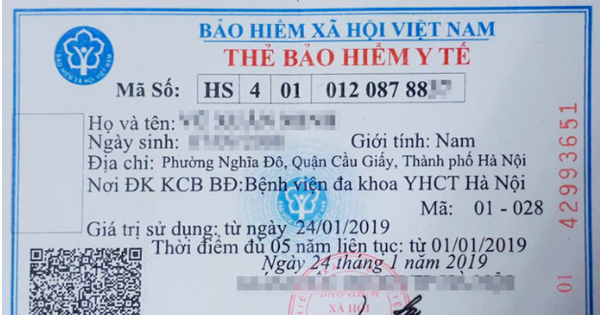 BẢO HIỂM XÃ HỘI VIỆT NAM
THẺ BẢO HIỂM Y TẾ
Mã Số: HS 4 01 012 087 88
Họ và tên:
Ngày sinh: Giới tính: Nam
Địa chỉ: Phường Nghĩa Đô, Quận Cầu Giấy, Thành phố Hà Nội
Nơi ĐK KCB BĐ:Bệnh viện đa khoa YHCT Hà Nội
Mã: 01 - 028
Giá trị sử dụng: từ ngày 24/01/2019
Thời điểm đủ 05 năm liên tục: từ 01/01/2019
Ngày 24 tháng 1 năm 2019
BẢO HIỂM
XÃ HỘI
01 42993651